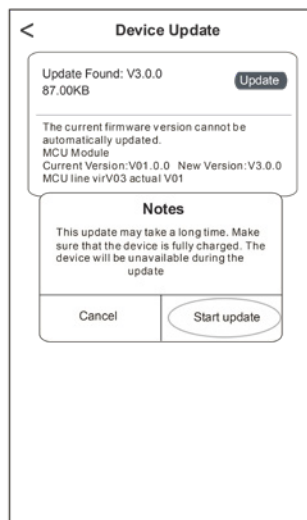 < Device Update
Update Found: V3.0.0
87.00KB
Update
The current firmware version cannot be
automatically updated.
MCU Module
Current Version:V01.0.0 New Version:V3.0.0
MCU line virV03 actual V01
Notes
This update may take a long time. Make
sure that the device is fully charged. The
device will be unavailable during the
update
Cancel
Start update